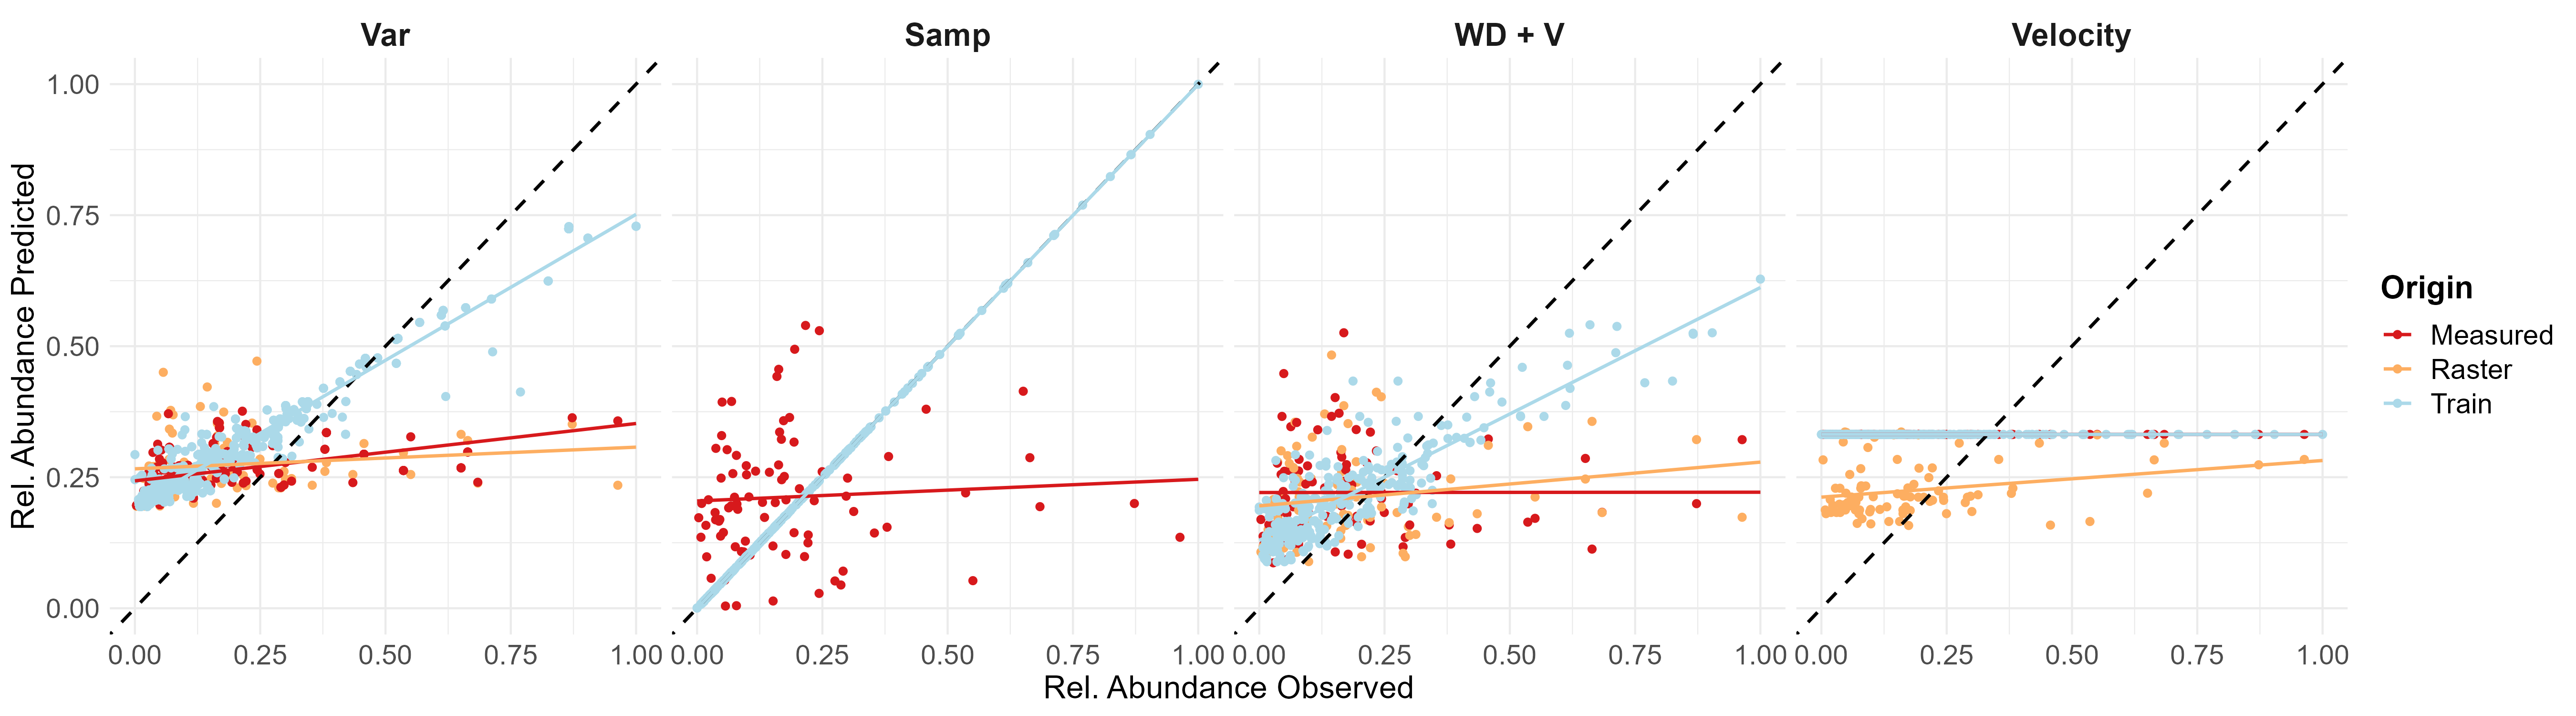 Var Samp WD + V Velocity
Rel. Abundance Predicted
1.00
0.75
0.50
0.25
0.00
0.00 0.25 0.50 0.75 1.00 0.00 0.25 0.50 0.75 1.00 0.00 0.25 0.50 0.75 1.00 0.00 0.25 0.50 0.75 1.00
Rel. Abundance Observed
Origin
Measured
Raster
Train